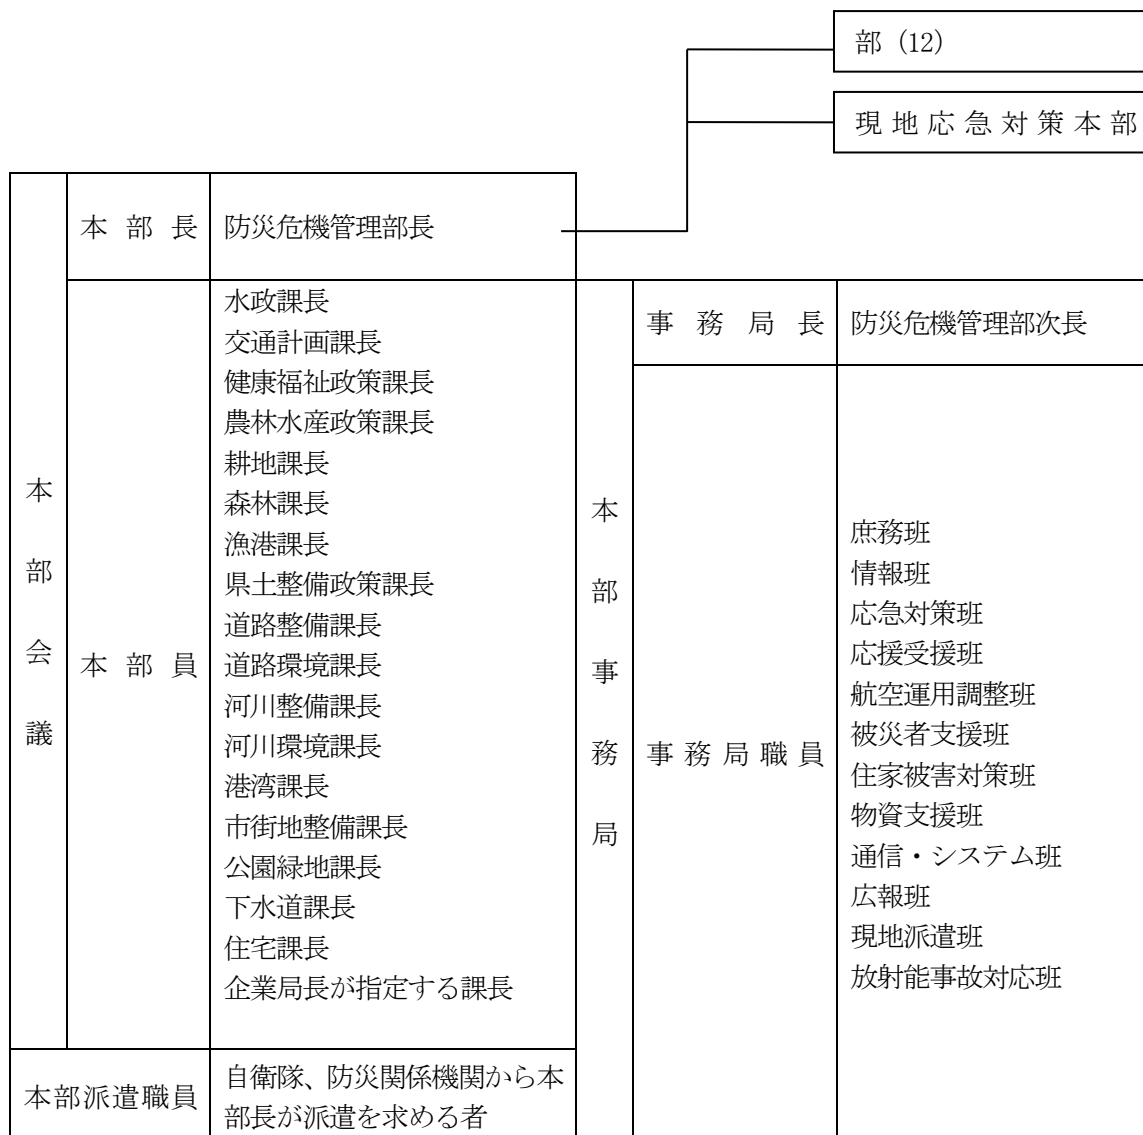 部(12)
現地応急対策本部
本部会議
本部長
防災危機管理部長
本部員
水政課長
交通計画課長
健康福祉政策課長
農林水産政策課長
耕地課長
森林課長
漁港課長
県土整備政策課長
道路整備課長
道路環境課長
河川整備課長
河川環境課長
港湾課長
市街地整備課長
公園緑地課長
下水道課長
住宅課長
企業局長が指定する課長
本部派遣職員
自衛隊、防災関係機関から本
部長が派遣を求める者
本部事務局
事務局長
防災危機管理部次長
事務局職員
庶務班
情報班
応急対策班
応援受援班
航空運用調整班
被災者支援班
住家被害対策班
物資支援班
通信・システム班
広報班
現地派遣班
放射能事故対応班